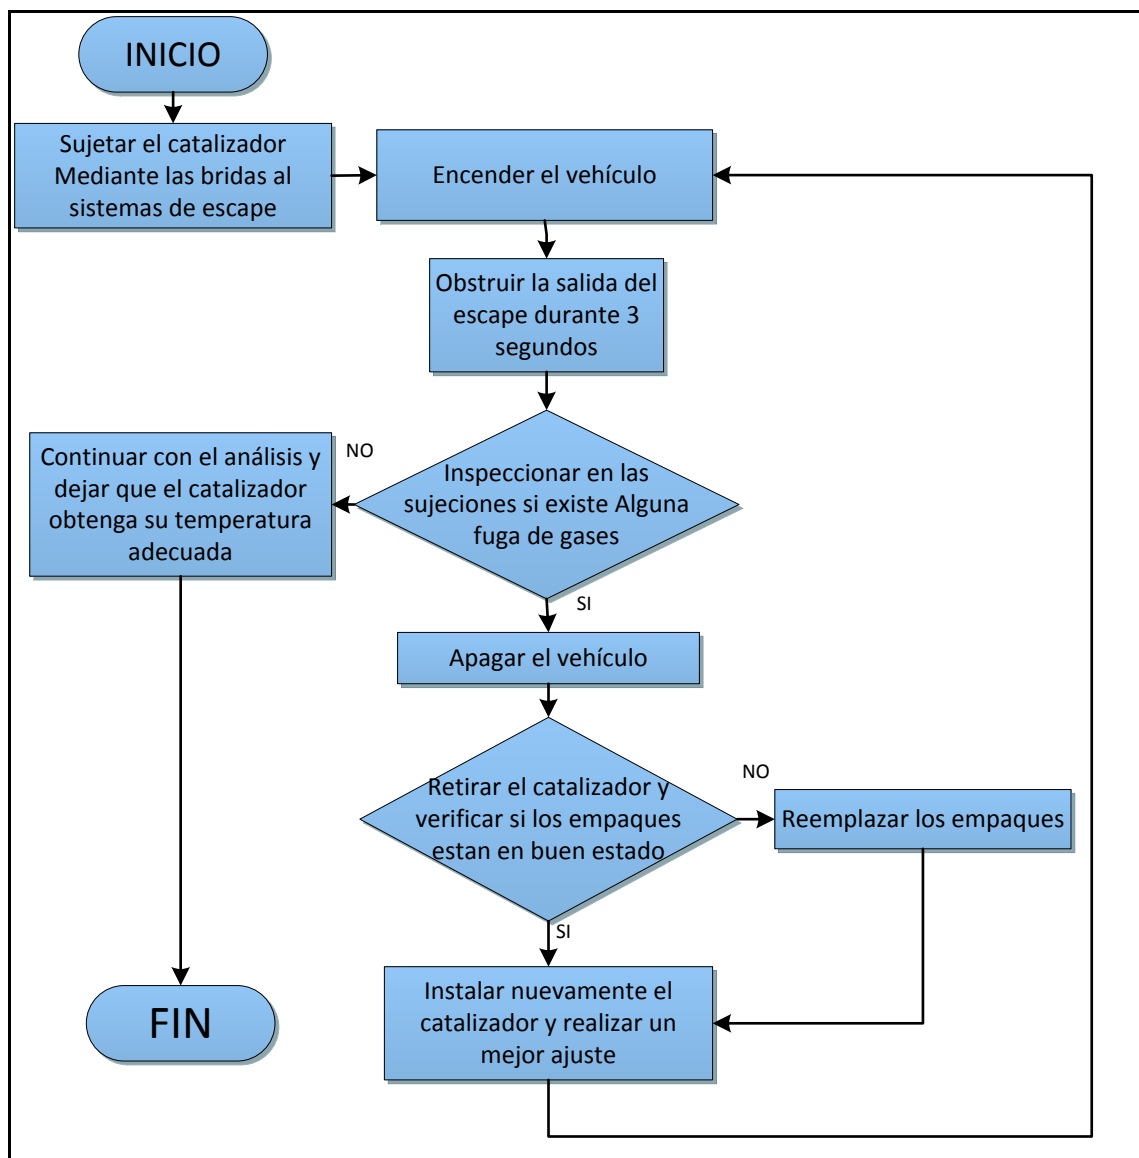 INICIO
Sujetar el catalizador
Mediante las bridas al
sistemas de escape
Encender el vehículo
Obstruir la salida del
escape durante 3
segundos
Inspeccionar en las
sujeciones si existe Alguna
fuga de gases
NO
Continuar con el análisis y
dejar que el catalizador
obtenga su temperatura
adecuada
SI
Apagar el vehículo
Retirar el catalizador y
verificar si los empaques
estan en buen estado
NO
Reemplazar los empaques
SI
Instalar nuevamente el
catalizador y realizar un
mejor ajuste
FIN